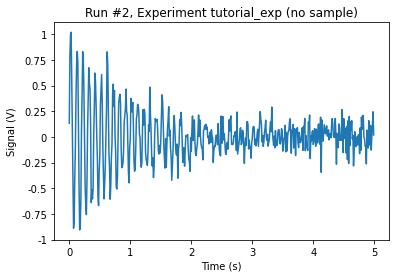 Run #2, Experiment tutorial_exp (no sample)
Signal (V)
1
0.75
0.5
0.25
0
-0.25
-0.5
-0.75
-1
0 1 2 3 4 5
Time (s)